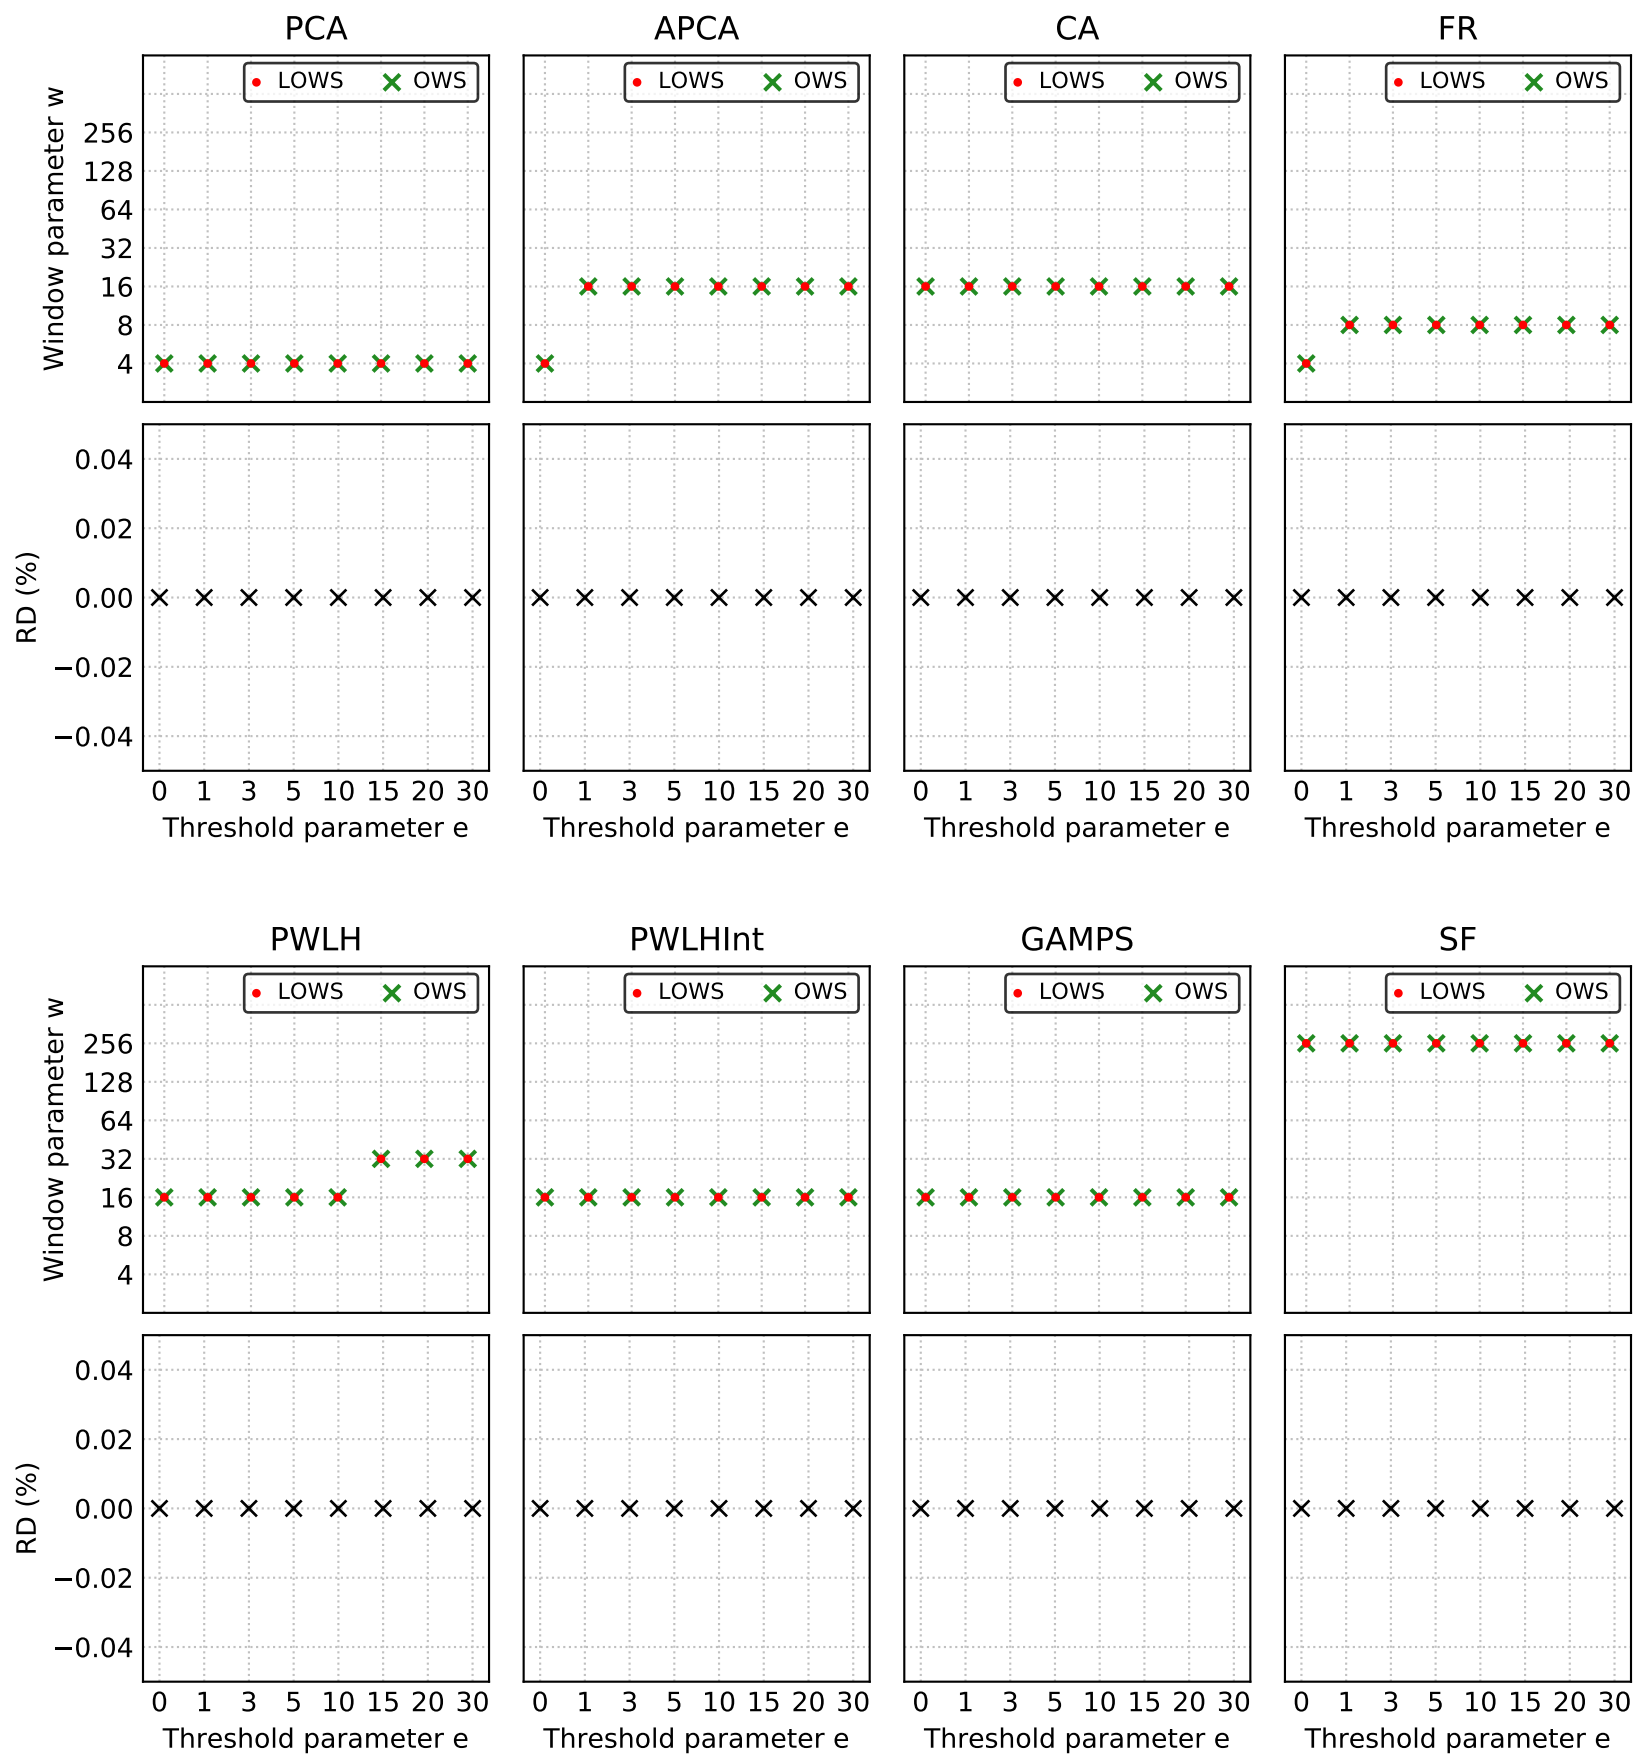 PCA APCA CA FR
LOWS OWS LOWS OWS LOWS OWS LOWS OWS
Window parameter w
256
128
64
32
16
8
4
RD (%)
0.04
0.02
0.00
−0.02
−0.04
0 1 3 5 10 15 20 30 0 1 3 5 10 15 20 30 0 1 3 5 10 15 20 30 0 1 3 5 10 15 20 30
Threshold parameter e Threshold parameter e Threshold parameter e Threshold parameter e
PWLH PWLHInt GAMPS SF
LOWS OWS LOWS OWS LOWS OWS LOWS OWS
Window parameter w
256
128
64
32
16
8
4
RD (%)
0.04
0.02
0.00
−0.02
−0.04
0 1 3 5 10 15 20 30 0 1 3 5 10 15 20 30 0 1 3 5 10 15 20 30 0 1 3 5 10 15 20 30
Threshold parameter e Threshold parameter e Threshold parameter e Threshold parameter e